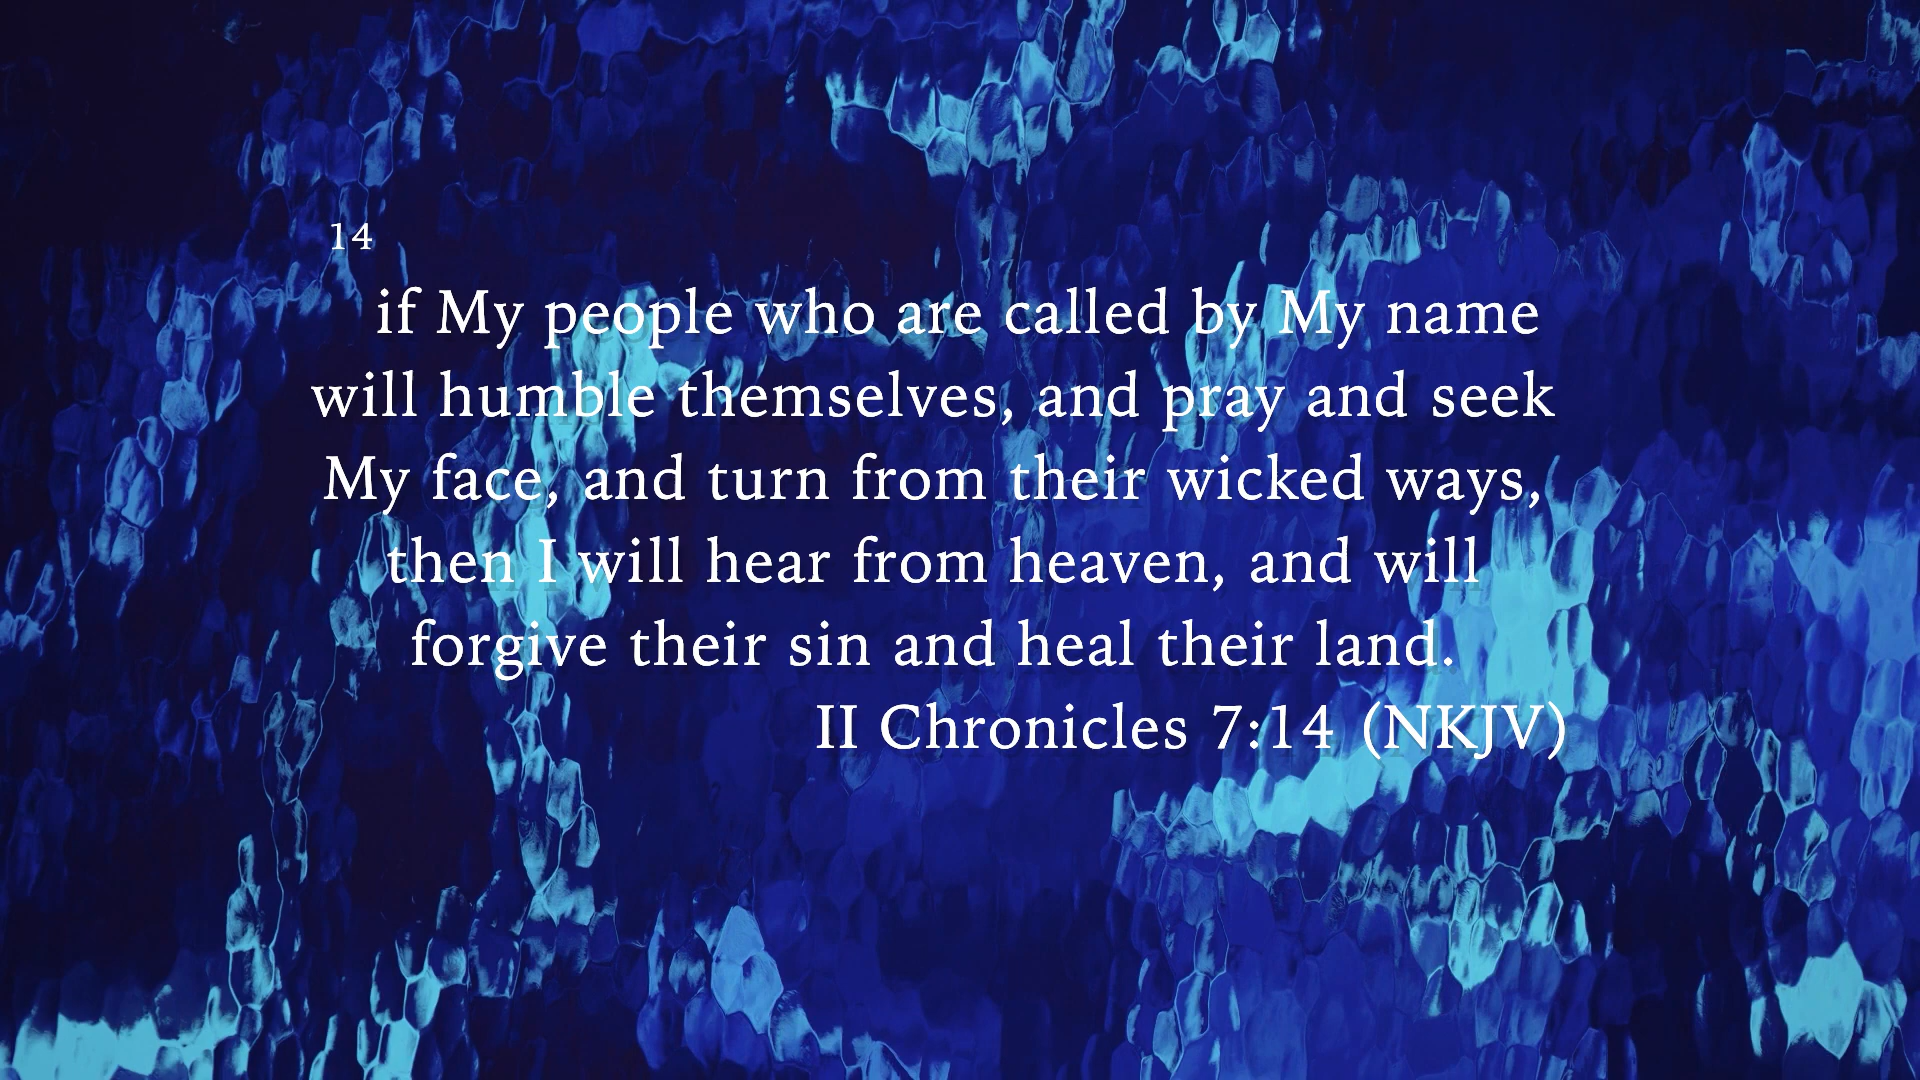 14
if My people who are called by My name
will humble themselves, and pray and seek
My face, and turn from their wicked ways,
then I will hear from heaven, and will
forgive their sin and heal their land.
II Chronicles 7:14 (NKJV)